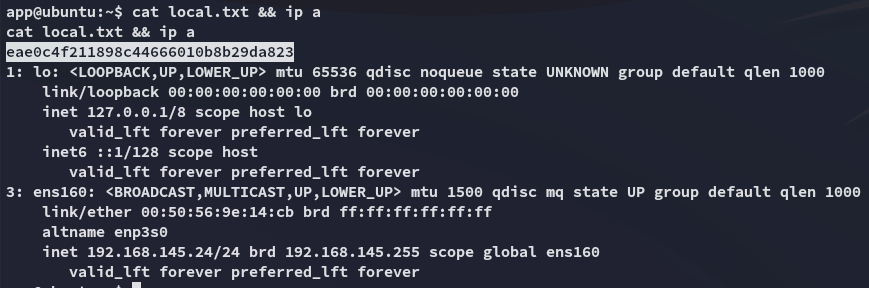 app@ubuntu:~$ cat local.txt && ip a
cat local.txt && ip a
eae0c4f211898c44666010b8b29da823
1: lo: <LOOPBACK,UP,LOWER_UP> mtu 65536 qdisc noqueue state UNKNOWN group default qlen 1000
    link/loopback 00:00:00:00:00:00 brd 00:00:00:00:00:00
    inet 127.0.0.1/8 scope host lo
       valid_lft forever preferred_lft forever
    inet6 ::1/128 scope host
       valid_lft forever preferred_lft forever
3: ens160: <BROADCAST,MULTICAST,UP,LOWER_UP> mtu 1500 qdisc mq state UP group default qlen 1000
    link/ether 00:50:56:9e:14:cb brd ff:ff:ff:ff:ff:ff
    altname enp3s0
    inet 192.168.145.24/24 brd 192.168.145.255 scope global ens160
       valid_lft forever preferred_lft forever